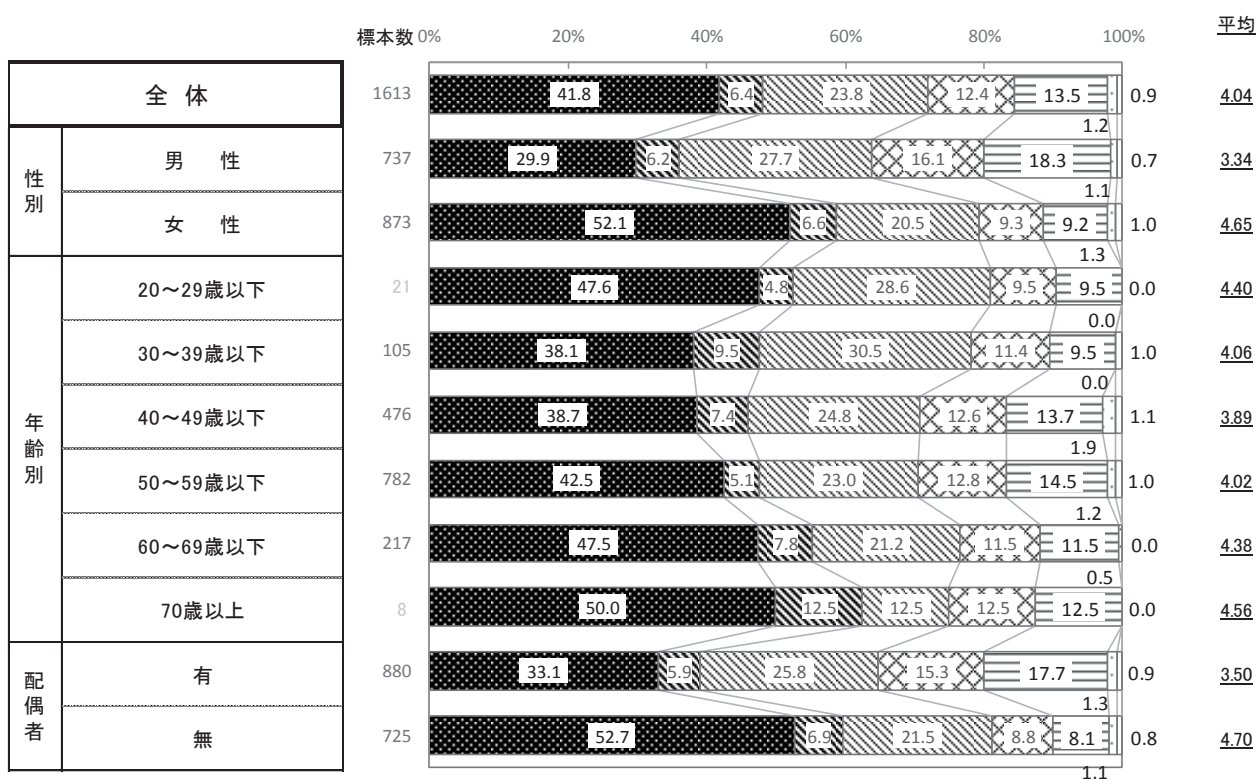 標本数 0% 20% 40% 60% 80% 100% 平均
全 体 1613 41.8 6.4 23.8 12.4 13.5 0.9 4.04
1.2
性別
男 性 737 29.9 6.2 27.7 16.1 18.3 0.7 3.34
1.1
女 性 873 52.1 6.6 20.5 9.3 9.2 1.0 4.65
1.3
年齢別
20～29歳以下 21 47.6 4.8 28.6 9.5 9.5 0.0 4.40
0.0
30～39歳以下 105 38.1 9.5 30.5 11.4 9.5 1.0 4.06
0.0
40～49歳以下 476 38.7 7.4 24.8 12.6 13.7 1.1 3.89
1.9
50～59歳以下 782 42.5 5.1 23.0 12.8 14.5 1.0 4.02
1.2
60～69歳以下 217 47.5 7.8 21.2 11.5 11.5 0.0 4.38
0.5
70歳以上 8 50.0 12.5 12.5 12.5 12.5 0.0 4.56
配偶者
有 880 33.1 5.9 25.8 15.3 17.7 0.9 3.50
1.3
無 725 52.7 6.9 21.5 8.8 8.1 0.8 4.70
1.1